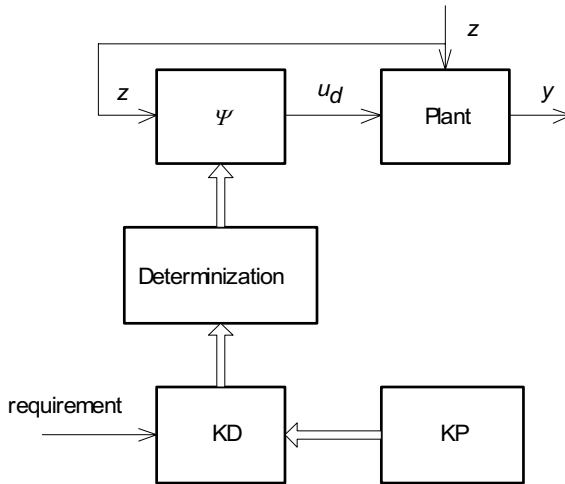 z
z
Ψ
u_d
Plant
y
Determinization
requirement
KD
KP